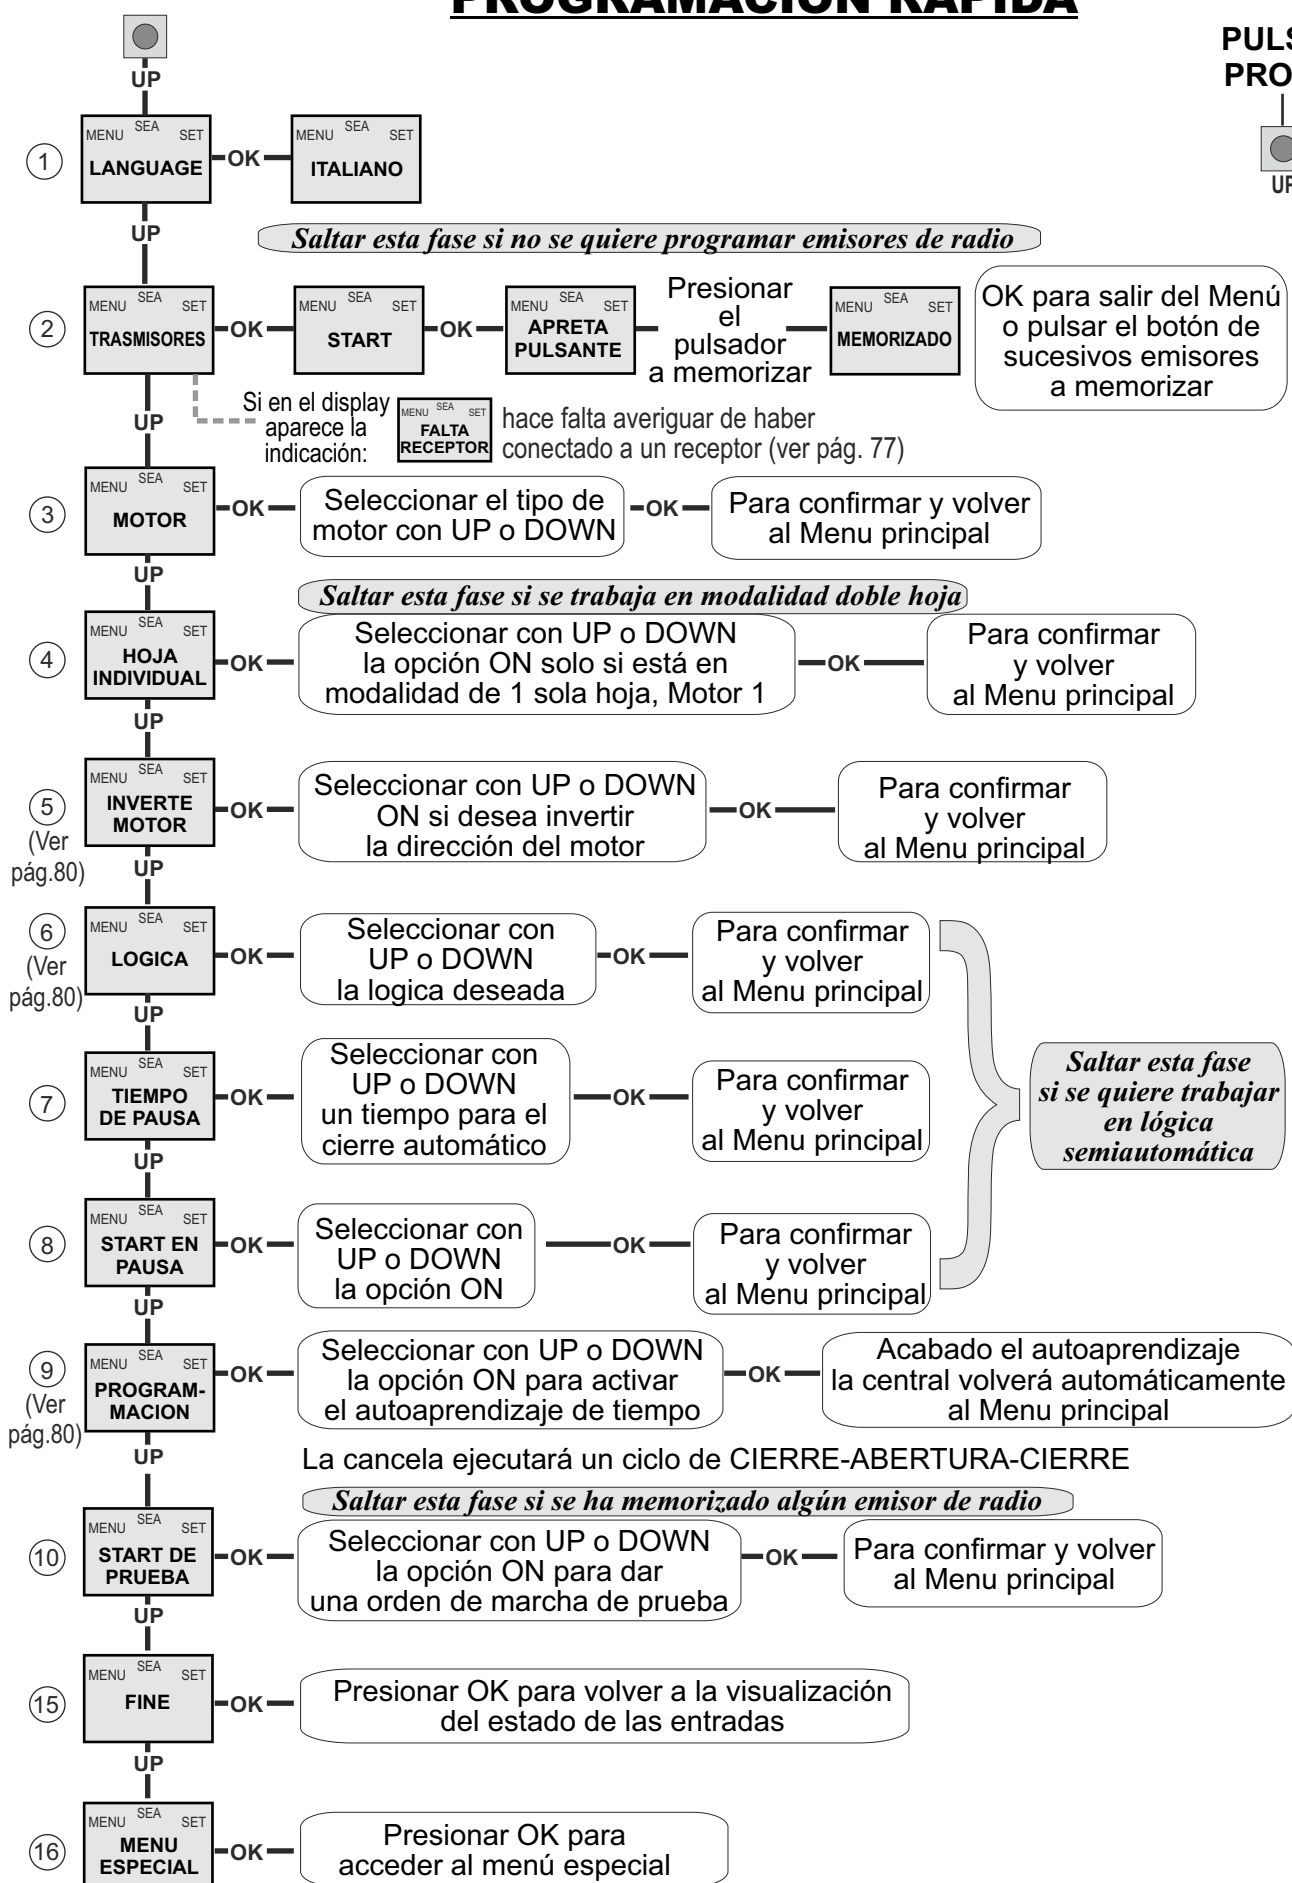 PROGRAMACION RAPIDA
UP
1
MENU SEA SET
LANGUAGE
OK
MENU SEA SET
ITALIANO
UP
UP
Saltar esta fase si no se quiere programar emisores de radio
2
MENU SEA SET
TRASMISORES
OK
MENU SEA SET
START
OK
MENU SEA SET
APRETA
PULSANTE
Presionar
el
pulsador
a memorizar
MENU SEA SET
MEMORIZADO
OK para salir del Menú
o pulsar el botón de
sucesivos emisores
a memorizar
UP
Si en el display
aparece la
indicación:
MENU SEA SET
FALTA
RECEPTOR
hace falta averiguar de haber
conectado a un receptor (ver pág. 77)
3
MENU SEA SET
MOTOR
OK
Seleccionar el tipo de
motor con UP o DOWN
OK
Para confirmar y volver
al Menu principal
UP
Saltar esta fase si se trabaja en modalidad doble hoja
4
MENU SEA SET
HOJA
INDIVIDUAL
OK
Seleccionar con UP o DOWN
la opción ON solo si está en
modalidad de 1 sola hoja, Motor 1
OK
Para confirmar
y volver
al Menu principal
UP
5
(Ver
pág.80)
MENU SEA SET
INVERTE
MOTOR
OK
Seleccionar con UP o DOWN
ON si desea invertir
la dirección del motor
OK
Para confirmar
y volver
al Menu principal
UP
6
(Ver
pág.80)
MENU SEA SET
LOGICA
OK
Seleccionar con
UP o DOWN
la logica deseada
OK
Para confirmar
y volver
al Menu principal
UP
7
MENU SEA SET
TIEMPO
DE PAUSA
OK
Seleccionar con
UP o DOWN
un tiempo para el
cierre automático
OK
Para confirmar
y volver
al Menu principal
Saltar esta fase
si se quiere trabajar
en lógica
semiautomática
UP
8
MENU SEA SET
START EN
PAUSA
OK
Seleccionar con
UP o DOWN
la opción ON
OK
Para confirmar
y volver
al Menu principal
UP
9
(Ver
pág.80)
MENU SEA SET
PROGRAM-
MACION
OK
Seleccionar con UP o DOWN
la opción ON para activar
el autoaprendizaje de tiempo
OK
Acabado el autoaprendizaje
la central volverá automáticamente
al Menu principal
UP
La cancela ejecutará un ciclo de CIERRE-ABERTURA-CIERRE
Saltar esta fase si se ha memorizado algún emisor de radio
10
MENU SEA SET
START DE
PRUEBA
OK
Seleccionar con UP o DOWN
la opción ON para dar
una orden de marcha de prueba
OK
Para confirmar y volver
al Menu principal
UP
15
MENU SEA SET
FINE
OK
Presionar OK para volver a la visualización
del estado de las entradas
UP
16
MENU SEA SET
MENU
ESPECIAL
OK
Presionar OK para
acceder al menú especial